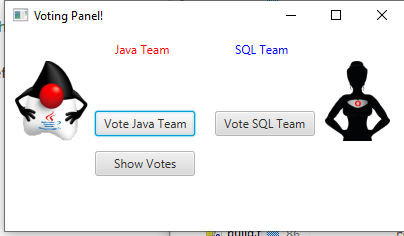 Voting Panel!
Java Team
SQL Team
Vote Java Team
Vote SQL Team
Show Votes